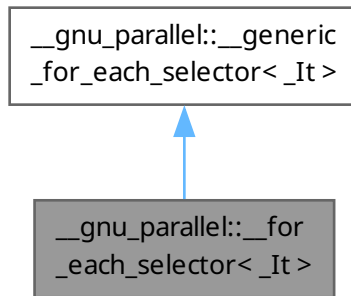 __gnu_parallel::__generic
_for_each_selector< _It >
__gnu_parallel::__for
_each_selector< _It >